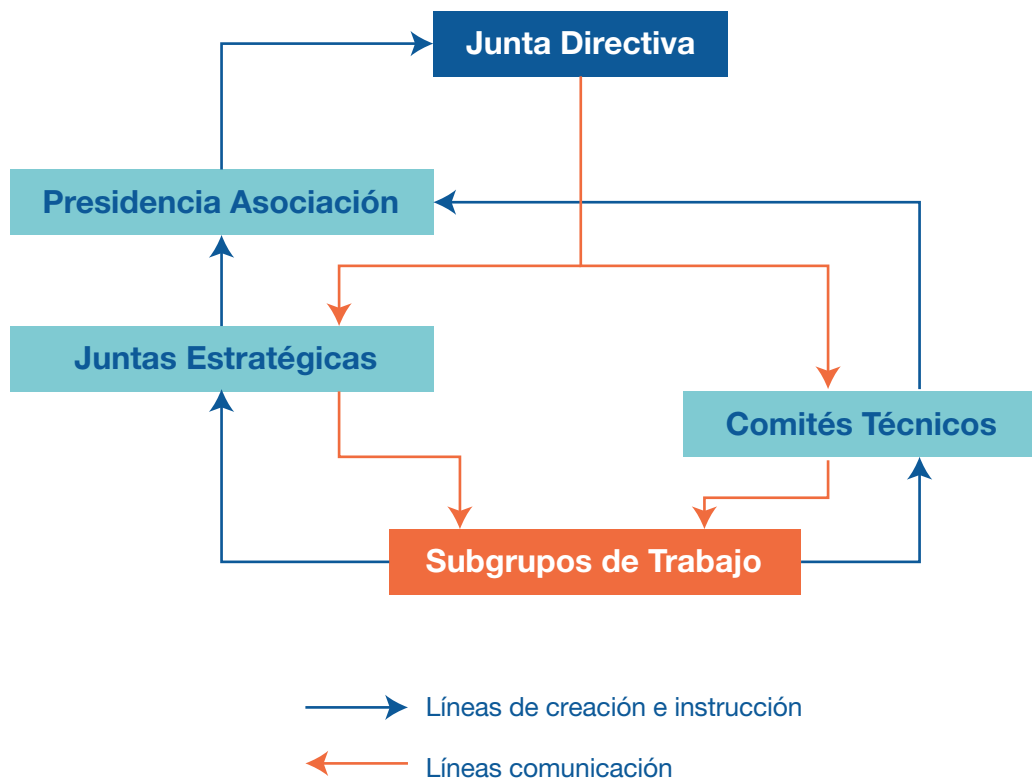 Junta Directiva
Presidencia Asociación
Juntas Estratégicas
Comités Técnicos
Subgrupos de Trabajo
Líneas de creación e instrucción
Líneas comunicación